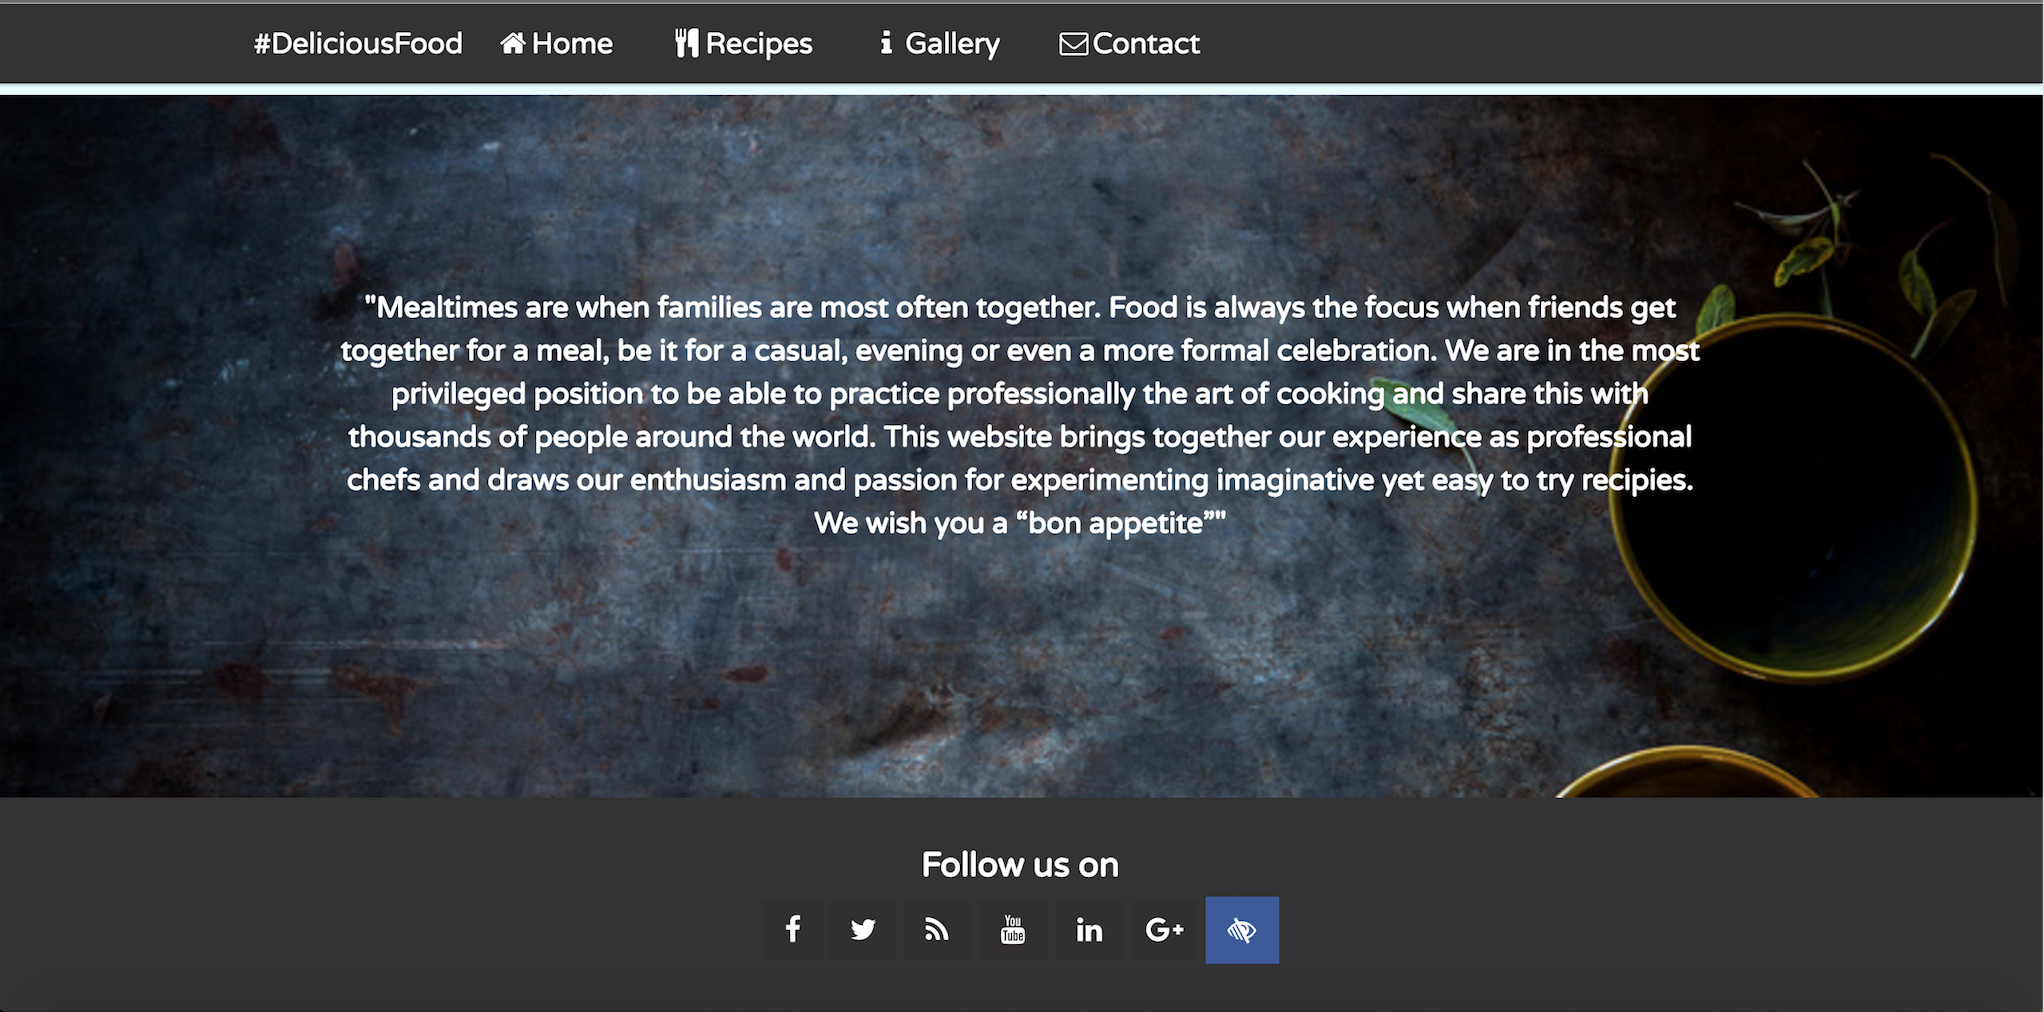 #DeliciousFood Home Recipes Gallery Contact
"Mealtimes are when families are most often together. Food is always the focus when friends get
together for a meal, be it for a casual, evening or even a more formal celebration. We are in the most
privileged position to be able to practice professionally the art of cooking and share this with
thousands of people around the world. This website brings together our experience as professional
chefs and draws our enthusiasm and passion for experimenting imaginative yet easy to try recipies.
We wish you a “bon appetite”"
Follow us on
f You Tube in G+